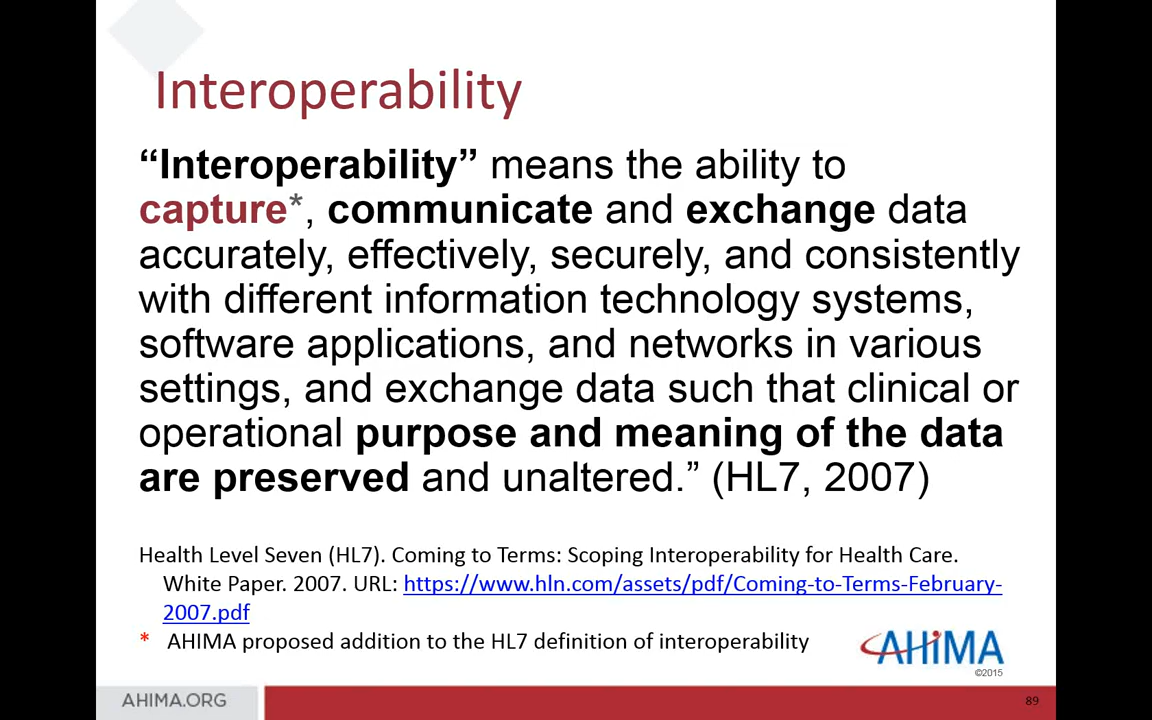 Interoperability
“Interoperability” means the ability to
capture*, communicate and exchange data
accurately, effectively, securely, and consistently
with different information technology systems,
software applications, and networks in various
settings, and exchange data such that clinical or
operational purpose and meaning of the data
are preserved and unaltered.” (HL7, 2007)
Health Level Seven (HL7). Coming to Terms: Scoping Interoperability for Health Care.
White Paper. 2007. URL: https://www.hln.com/assets/pdf/Coming-to-Terms-February-
2007.pdf
* AHIMA proposed addition to the HL7 definition of interoperability
AHiMA
©2015
AHIMA.ORG
89